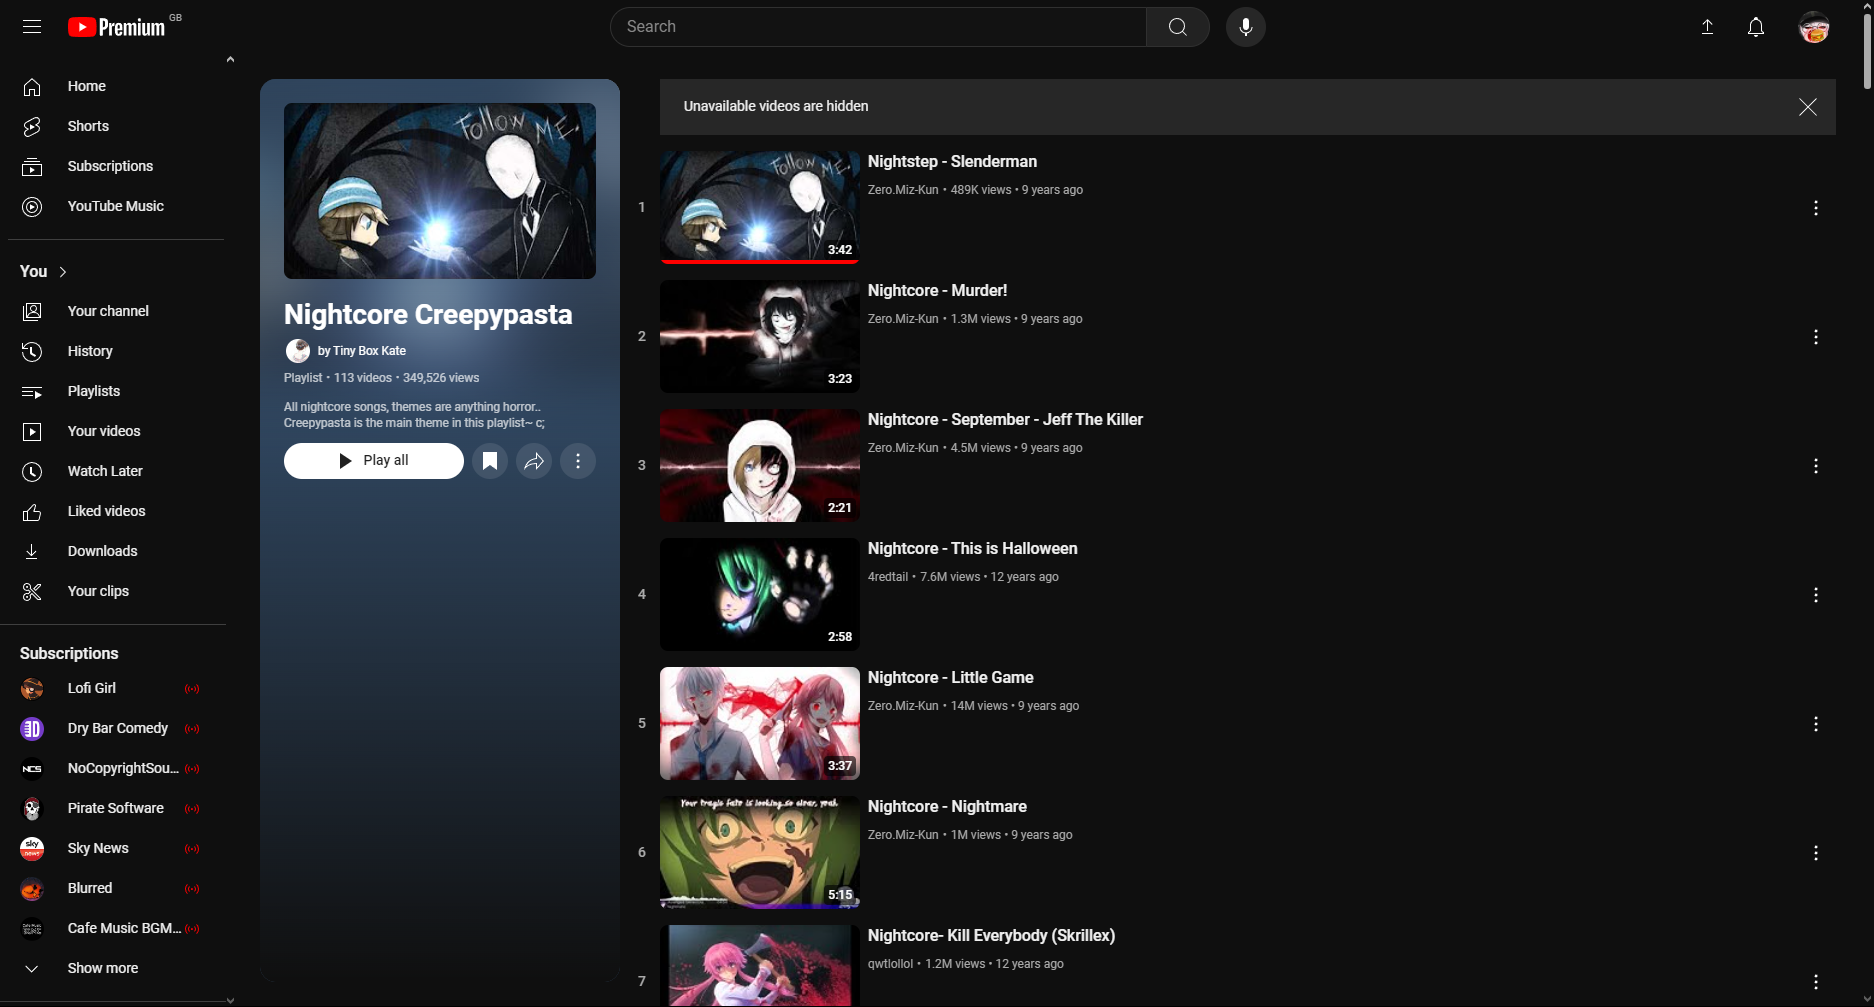 Premium GB
Search
Home
Shorts
Subscriptions
YouTube Music
You
Your channel
History
Playlists
Your videos
Watch Later
Liked videos
Downloads
Your clips
Subscriptions
Lofi Girl
Dry Bar Comedy
NCS
NoCopyrightSou...
Pirate Software
sky news
Sky News
Blurred
Cafe Music BGM...
Show more
FOLLOW ME.
Nightcore Creepypasta
by Tiny Box Kate
Playlist • 113 videos • 349,526 views
All nightcore songs, themes are anything horror..
Creepypasta is the main theme in this playlist~ c;
Play all
Unavailable videos are hidden
1
FOLLOW ME.
3:42
Nightstep - Slenderman
Zero.Miz-Kun • 489K views • 9 years ago
2
3:23
Nightcore - Murder!
Zero.Miz-Kun • 1.3M views • 9 years ago
3
2:21
Nightcore - September - Jeff The Killer
Zero.Miz-Kun • 4.5M views • 9 years ago
4
2:58
Nightcore - This is Halloween
4redtail • 7.6M views • 12 years ago
5
3:37
Nightcore - Little Game
Zero.Miz-Kun • 14M views • 9 years ago
6
Your tragic fate is looking so clear, yeah.
5:15
Nightcore - Nightmare
Zero.Miz-Kun • 1M views • 9 years ago
7
Nightcore- Kill Everybody (Skrillex)
qwtlollol • 1.2M views • 12 years ago